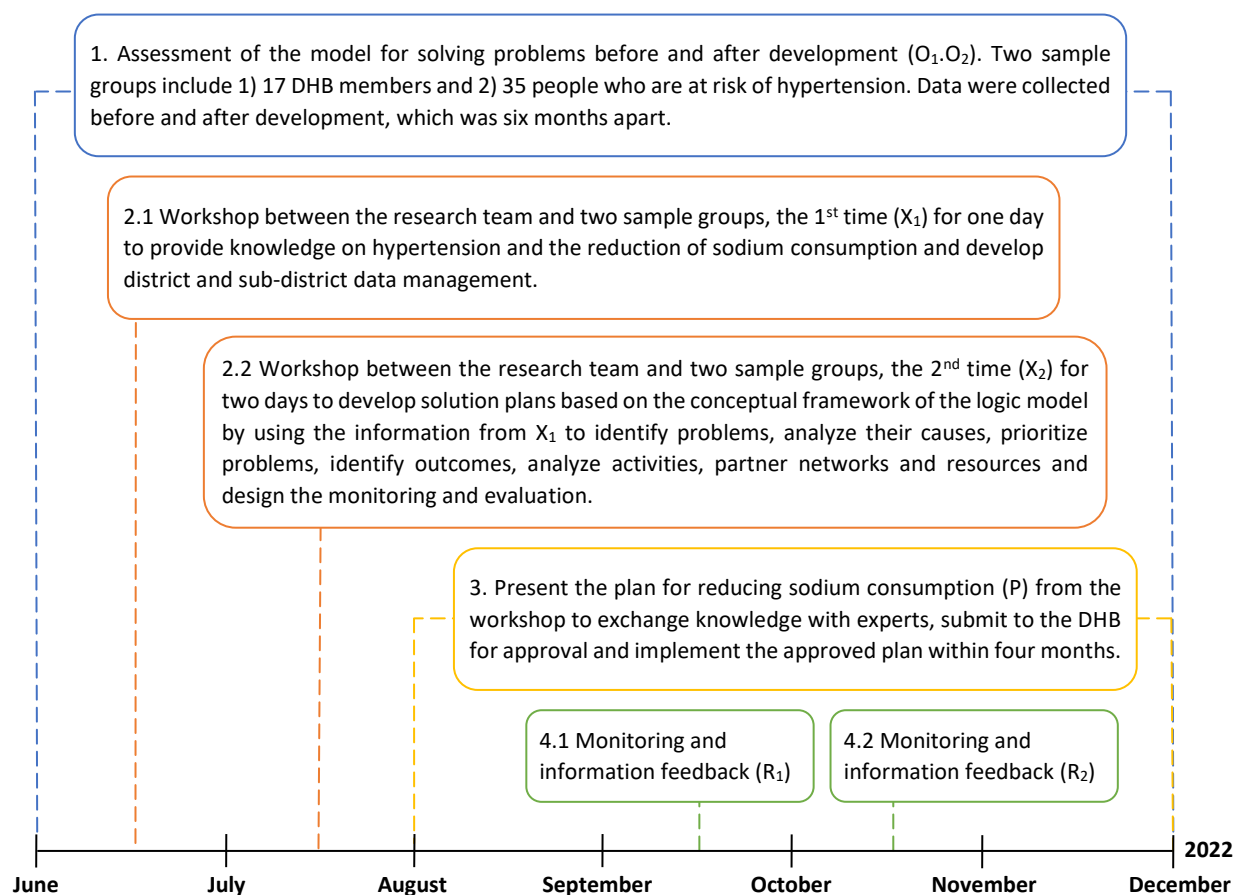 1. Assessment of the model for solving problems before and after development (O₁.O₂). Two sample
groups include 1) 17 DHB members and 2) 35 people who are at risk of hypertension. Data were collected
before and after development, which was six months apart.
2.1 Workshop between the research team and two sample groups, the 1ˢᵗ time (X₁) for one day
to provide knowledge on hypertension and the reduction of sodium consumption and develop
district and sub-district data management.
2.2 Workshop between the research team and two sample groups, the 2ⁿᵈ time (X₂) for
two days to develop solution plans based on the conceptual framework of the logic model
by using the information from X₁ to identify problems, analyze their causes, prioritize
problems, identify outcomes, analyze activities, partner networks and resources and
design the monitoring and evaluation.
3. Present the plan for reducing sodium consumption (P) from the
workshop to exchange knowledge with experts, submit to the DHB
for approval and implement the approved plan within four months.
4.1 Monitoring and
information feedback (R₁)
4.2 Monitoring and
information feedback (R₂)
2022
June July August September October November December